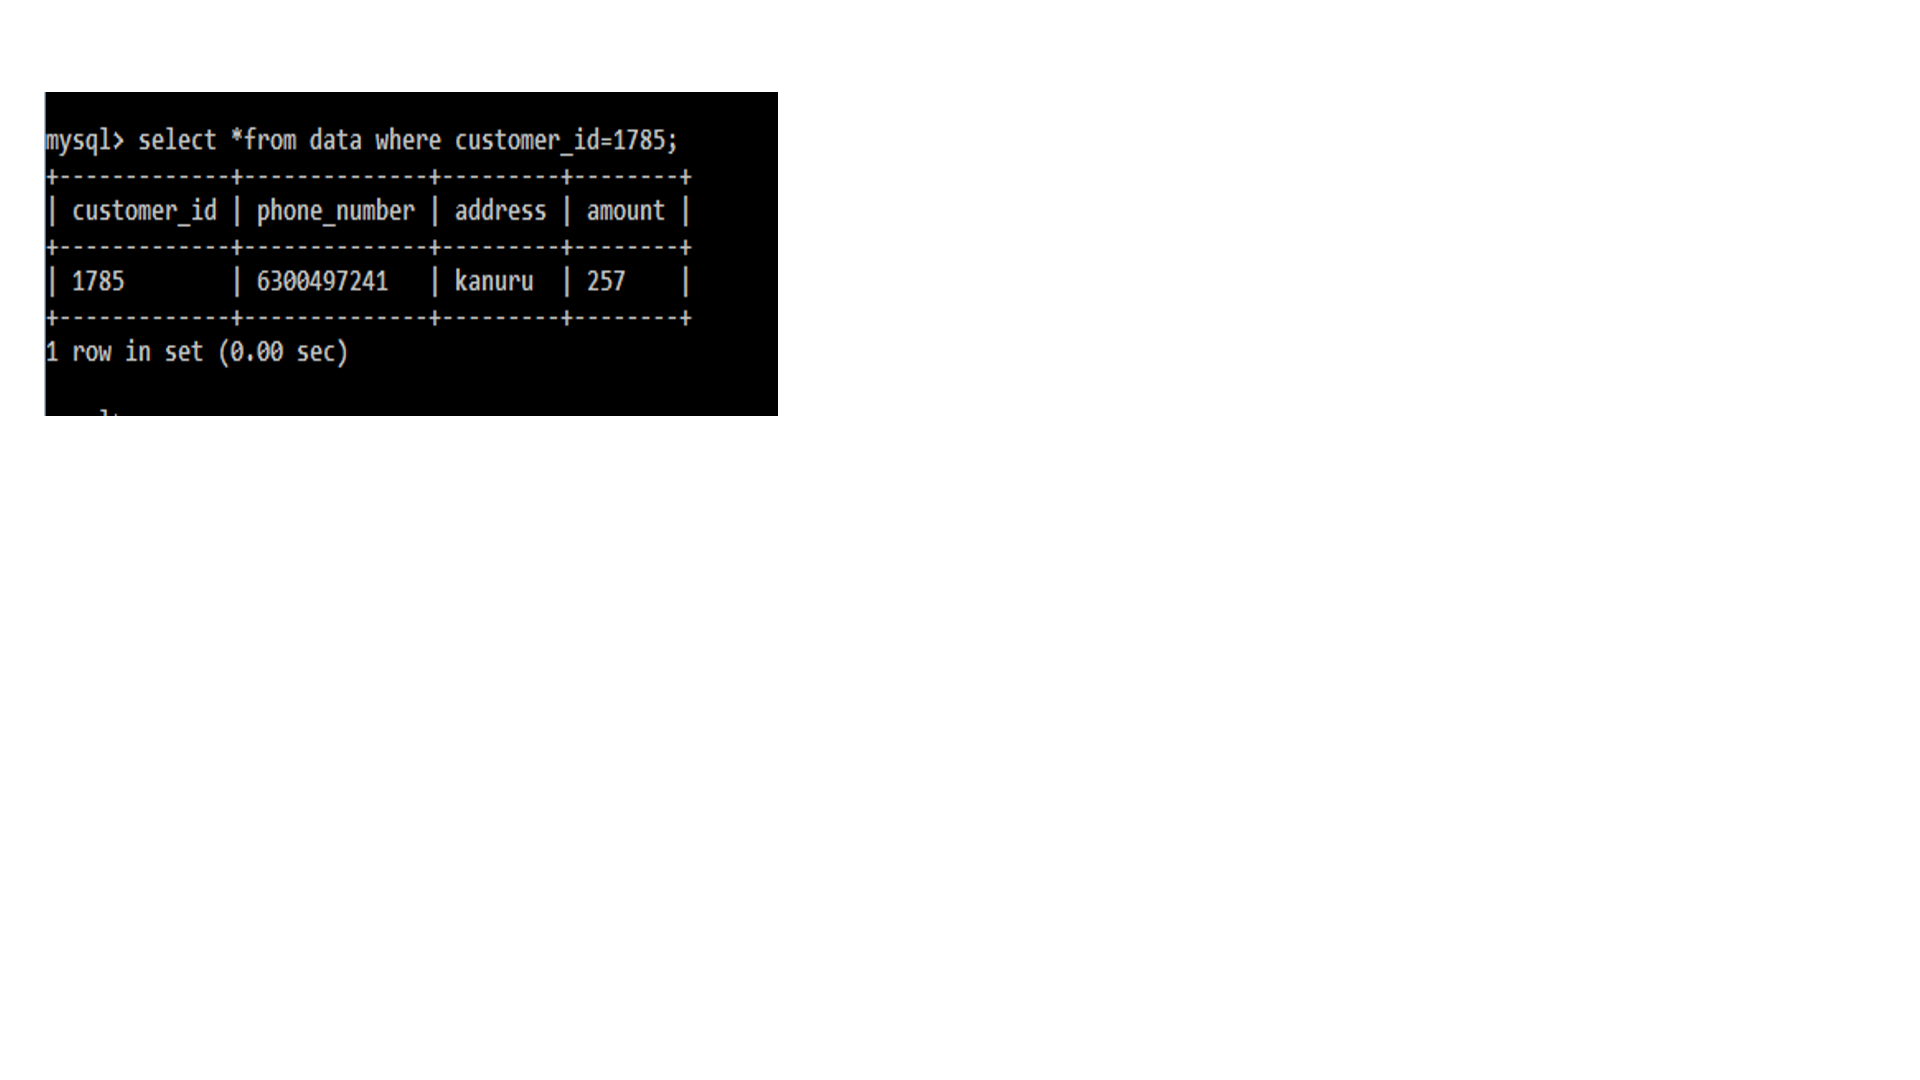 mysql> select *from data where customer_id=1785;
+-------------+--------------+---------+--------+
| customer_id | phone_number | address | amount |
+-------------+--------------+---------+--------+
| 1785        | 6300497241   | kanuru  | 257    |
+-------------+--------------+---------+--------+
1 row in set (0.00 sec)